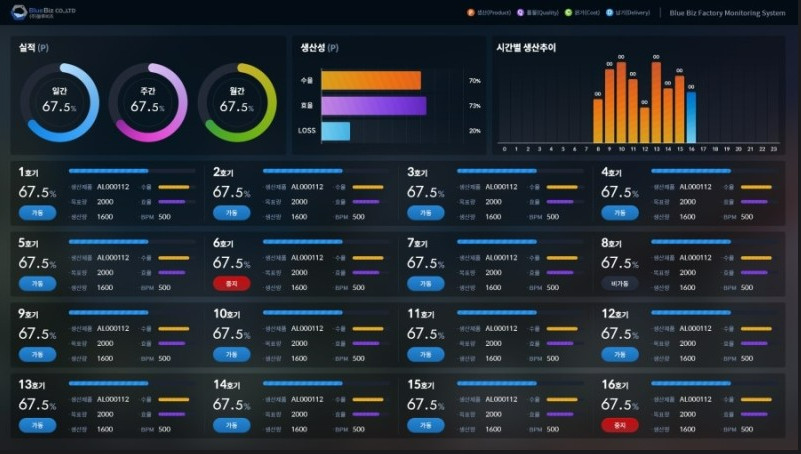 BlueBiz CO.,LTD
P 생산(Product) Q 품질(Quality) C 원가(Cost) D 납기(Delivery) Blue Biz Factory Monitoring System
실적 (P)
일간
67.5%
주간
67.5%
월간
67.5%
생산성 (P)
수율 70%
효율 73%
LOSS 20%
시간별 생산추이
00 00 00 00 00 00 00 00 00
0 1 2 3 4 5 6 7 8 9 10 11 12 13 14 15 16 17 18 19 20 21 22 23
1호기
67.5%
가동
생산제품 AL000112 수율
목표량 2000 효율
생산량 1600 BPM 500
2호기
67.5%
가동
생산제품 AL000112 수율
목표량 2000 효율
생산량 1600 BPM 500
3호기
67.5%
가동
생산제품 AL000112 수율
목표량 2000 효율
생산량 1600 BPM 500
4호기
67.5%
가동
생산제품 AL000112 수율
목표량 2000 효율
생산량 1600 BPM 500
5호기
67.5%
가동
생산제품 AL000112 수율
목표량 2000 효율
생산량 1600 BPM 500
6호기
67.5%
중지
생산제품 AL000112 수율
목표량 2000 효율
생산량 1600 BPM 500
7호기
67.5%
가동
생산제품 AL000112 수율
목표량 2000 효율
생산량 1600 BPM 500
8호기
67.5%
비가동
생산제품 AL000112 수율
목표량 2000 효율
생산량 1600 BPM 500
9호기
67.5%
가동
생산제품 AL000112 수율
목표량 2000 효율
생산량 1600 BPM 500
10호기
67.5%
가동
생산제품 AL000112 수율
목표량 2000 효율
생산량 1600 BPM 500
11호기
67.5%
가동
생산제품 AL000112 수율
목표량 2000 효율
생산량 1600 BPM 500
12호기
67.5%
가동
생산제품 AL000112 수율
목표량 2000 효율
생산량 1600 BPM 500
13호기
67.5%
가동
생산제품 AL000112 수율
목표량 2000 효율
생산량 1600 BPM 500
14호기
67.5%
가동
생산제품 AL000112 수율
목표량 2000 효율
생산량 1600 BPM 500
15호기
67.5%
가동
생산제품 AL000112 수율
목표량 2000 효율
생산량 1600 BPM 500
16호기
67.5%
중지
생산제품 AL000112 수율
목표량 2000 효율
생산량 1600 BPM 500